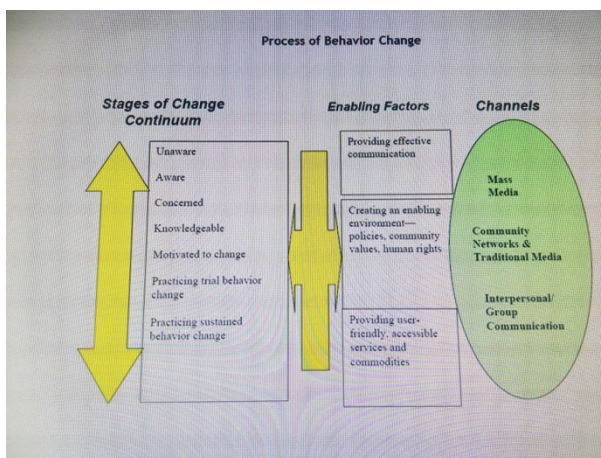 Process of Behavior Change
Stages of Change
Continuum
Unaware
Aware
Concerned
Knowledgeable
Motivated to change
Practicing trial behavior
change
Practicing sustained
behavior change
Enabling Factors
Providing effective
communication
Creating an enabling
environment—
policies, community
values, human rights
Providing user-
friendly, accessible
services and
commodities
Channels
Mass
Media
Community
Networks &
Traditional Media
Interpersonal/
Group
Communication